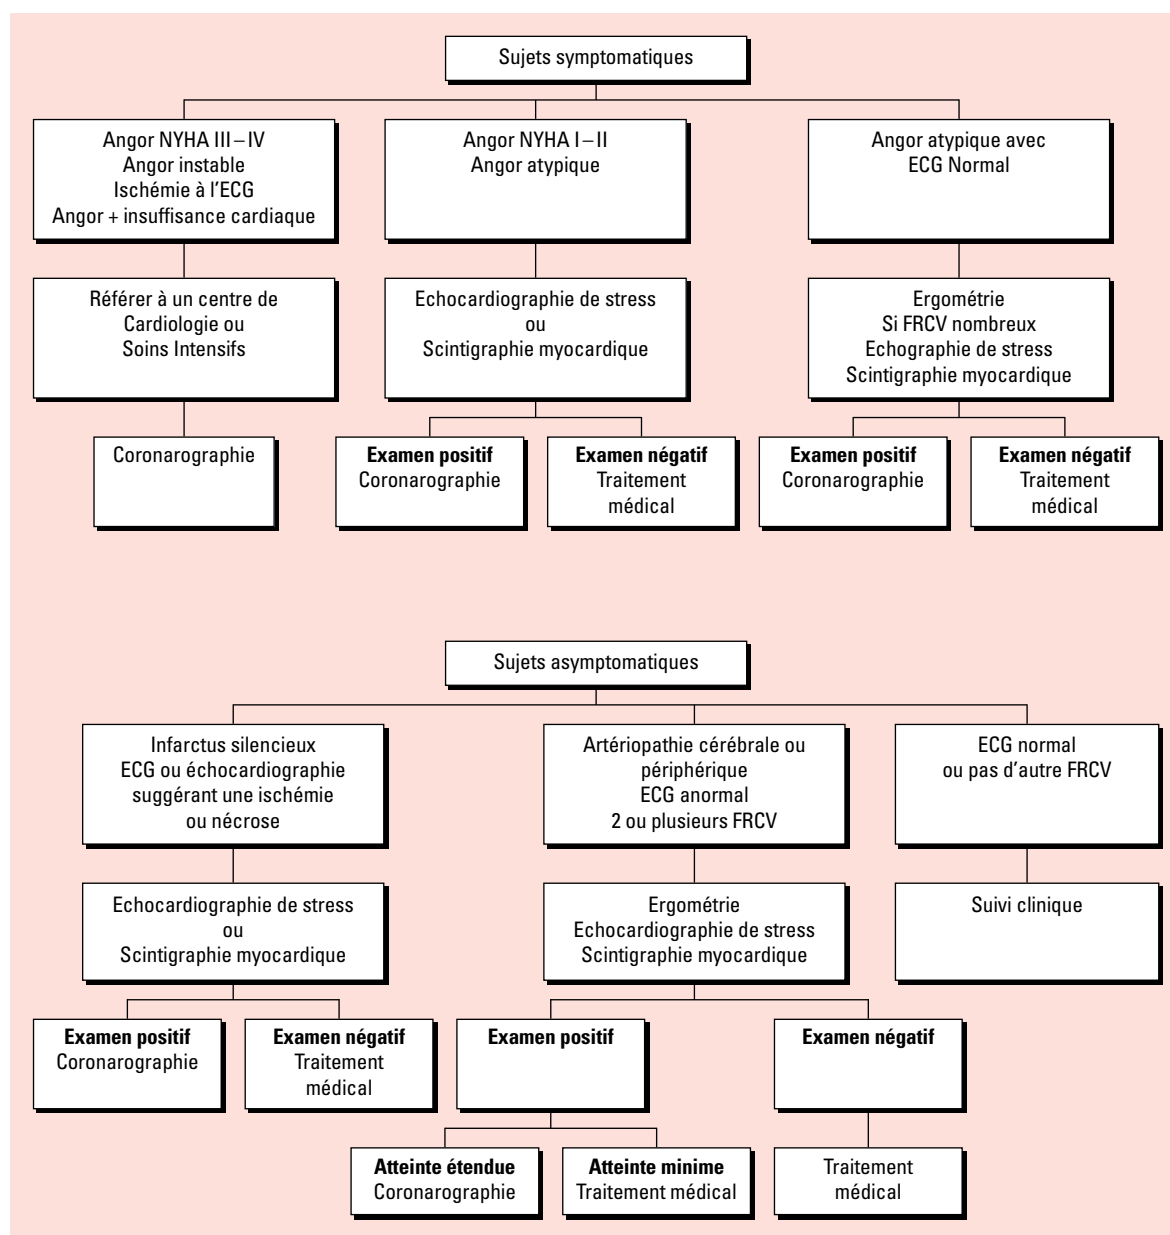 Sujets symptomatiques
Angor NYHA III–IV
Angor instable
Ischémie à l'ECG
Angor + insuffisance cardiaque
Angor NYHA I–II
Angor atypique
Angor atypique avec
ECG Normal
Référer à un centre de
Cardiologie ou
Soins Intensifs
Echocardiographie de stress
ou
Scintigraphie myocardique
Ergométrie
Si FRCV nombreux
Echographie de stress
Scintigraphie myocardique
Coronarographie
Examen positif
Coronarographie
Examen négatif
Traitement
médical
Examen positif
Coronarographie
Examen négatif
Traitement
médical
Sujets asymptomatiques
Infarctus silencieux
ECG ou échocardiographie
suggérant une ischémie
ou nécrose
Artériopathie cérébrale ou
périphérique
ECG anormal
2 ou plusieurs FRCV
ECG normal
ou pas d'autre FRCV
Echocardiographie de stress
ou
Scintigraphie myocardique
Ergométrie
Echocardiographie de stress
Scintigraphie myocardique
Suivi clinique
Examen positif
Coronarographie
Examen négatif
Traitement
médical
Examen positif
Examen négatif
Atteinte étendue
Coronarographie
Atteinte minime
Traitement médical
Traitement
médical